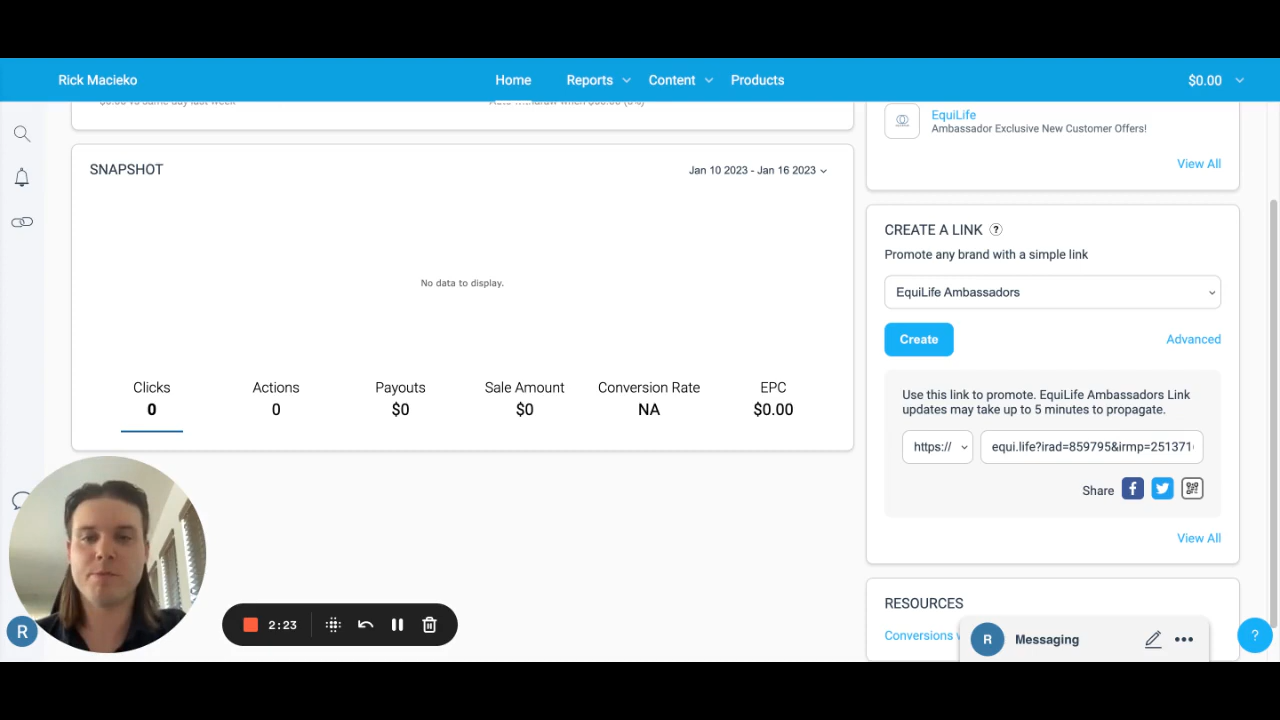 Rick Macieko
Home
Reports
Content
Products
$0.00
EquiLife
Ambassador Exclusive New Customer Offers!
View All
SNAPSHOT
Jan 10 2023 - Jan 16 2023
No data to display.
Clicks
0
Actions
0
Payouts
$0
Sale Amount
$0
Conversion Rate
NA
EPC
$0.00
CREATE A LINK ?
Promote any brand with a simple link
EquiLife Ambassadors
Create
Advanced
Use this link to promote. EquiLife Ambassadors Link
updates may take up to 5 minutes to propagate.
https://
equi.life?irad=859795&irmp=251371
Share
View All
RESOURCES
Conversions
R
Messaging
?
R
2:23